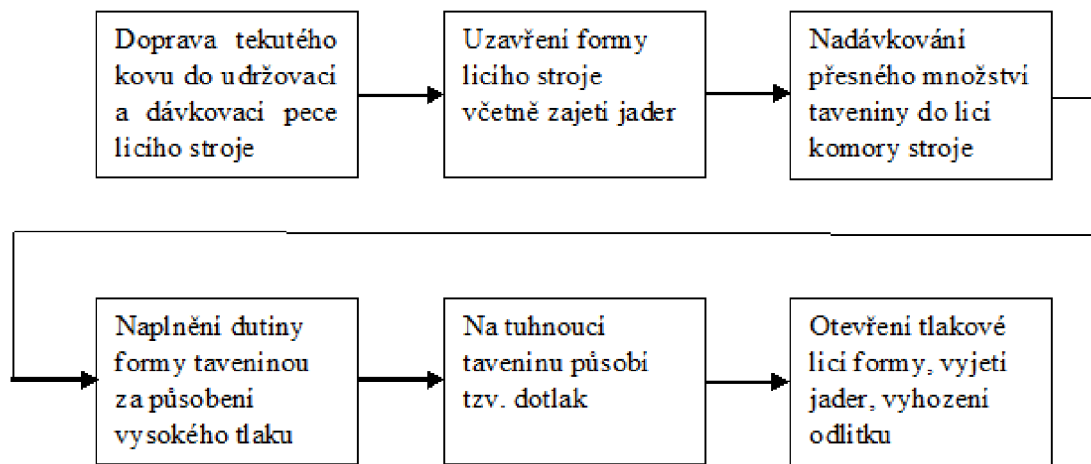 Doprava tekutého
kovu do udržovací
a dávkovací pece
licího stroje
Uzavření formy
licího stroje
včetně zajetí jader
Nadávkování
přesného množství
taveniny do licí
komory stroje
Naplnění dutiny
formy taveninou
za působení
vysokého tlaku
Na tuhnoucí
taveninu působí
tzv. dotlak
Otevření tlakové
licí formy, vyjetí
jader, vyhození
odlitku